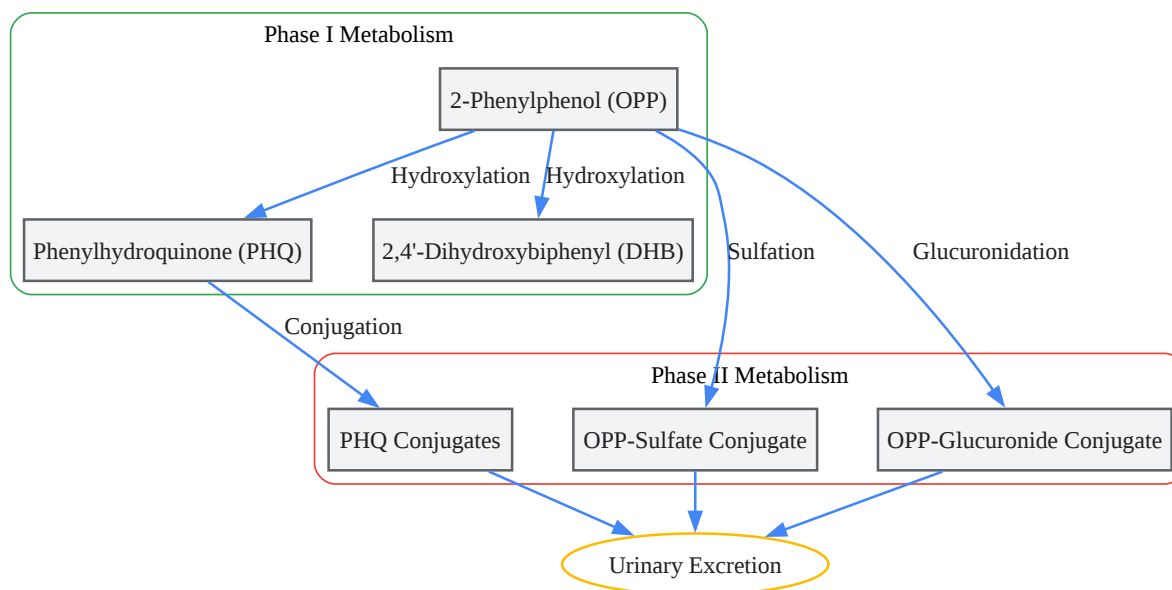 Phase I Metabolism
2-Phenylphenol (OPP)
Hydroxylation
Hydroxylation
Phenylhydroquinone (PHQ)
2,4'-Dihydroxybiphenyl (DHB)
Sulfation
Glucuronidation
Conjugation
Phase II Metabolism
PHQ Conjugates
OPP-Sulfate Conjugate
OPP-Glucuronide Conjugate
Urinary Excretion